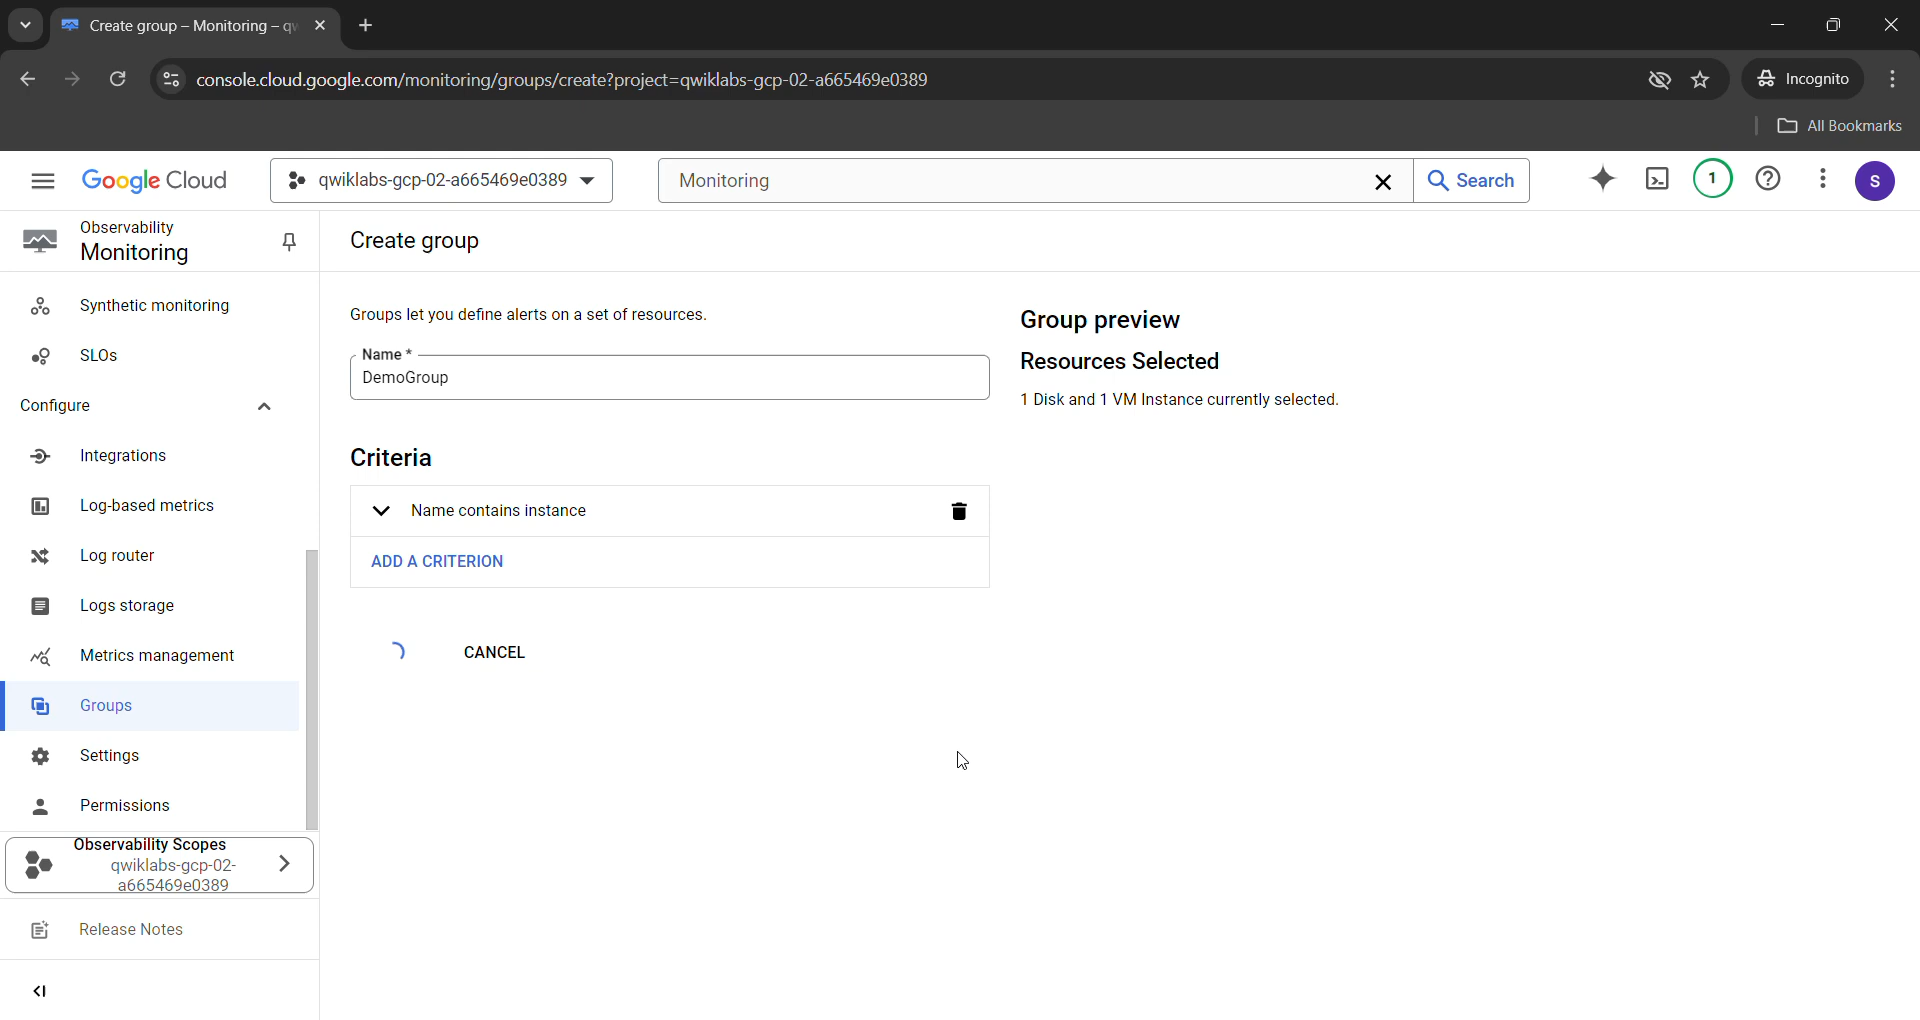 Create group – Monitoring – qw
console.cloud.google.com/monitoring/groups/create?project=qwiklabs-gcp-02-a665469e0389
Incognito
All Bookmarks
Google Cloud
qwiklabs-gcp-02-a665469e0389
Monitoring
Search
1
S
Observability
Monitoring
Synthetic monitoring
SLOs
Configure
Integrations
Log-based metrics
Log router
Logs storage
Metrics management
Groups
Settings
Permissions
Observability Scopes
qwiklabs-gcp-02-
a665469e0389
Release Notes
Create group
Groups let you define alerts on a set of resources.
Name *
DemoGroup
Criteria
Name contains instance
ADD A CRITERION
CANCEL
Group preview
Resources Selected
1 Disk and 1 VM Instance currently selected.